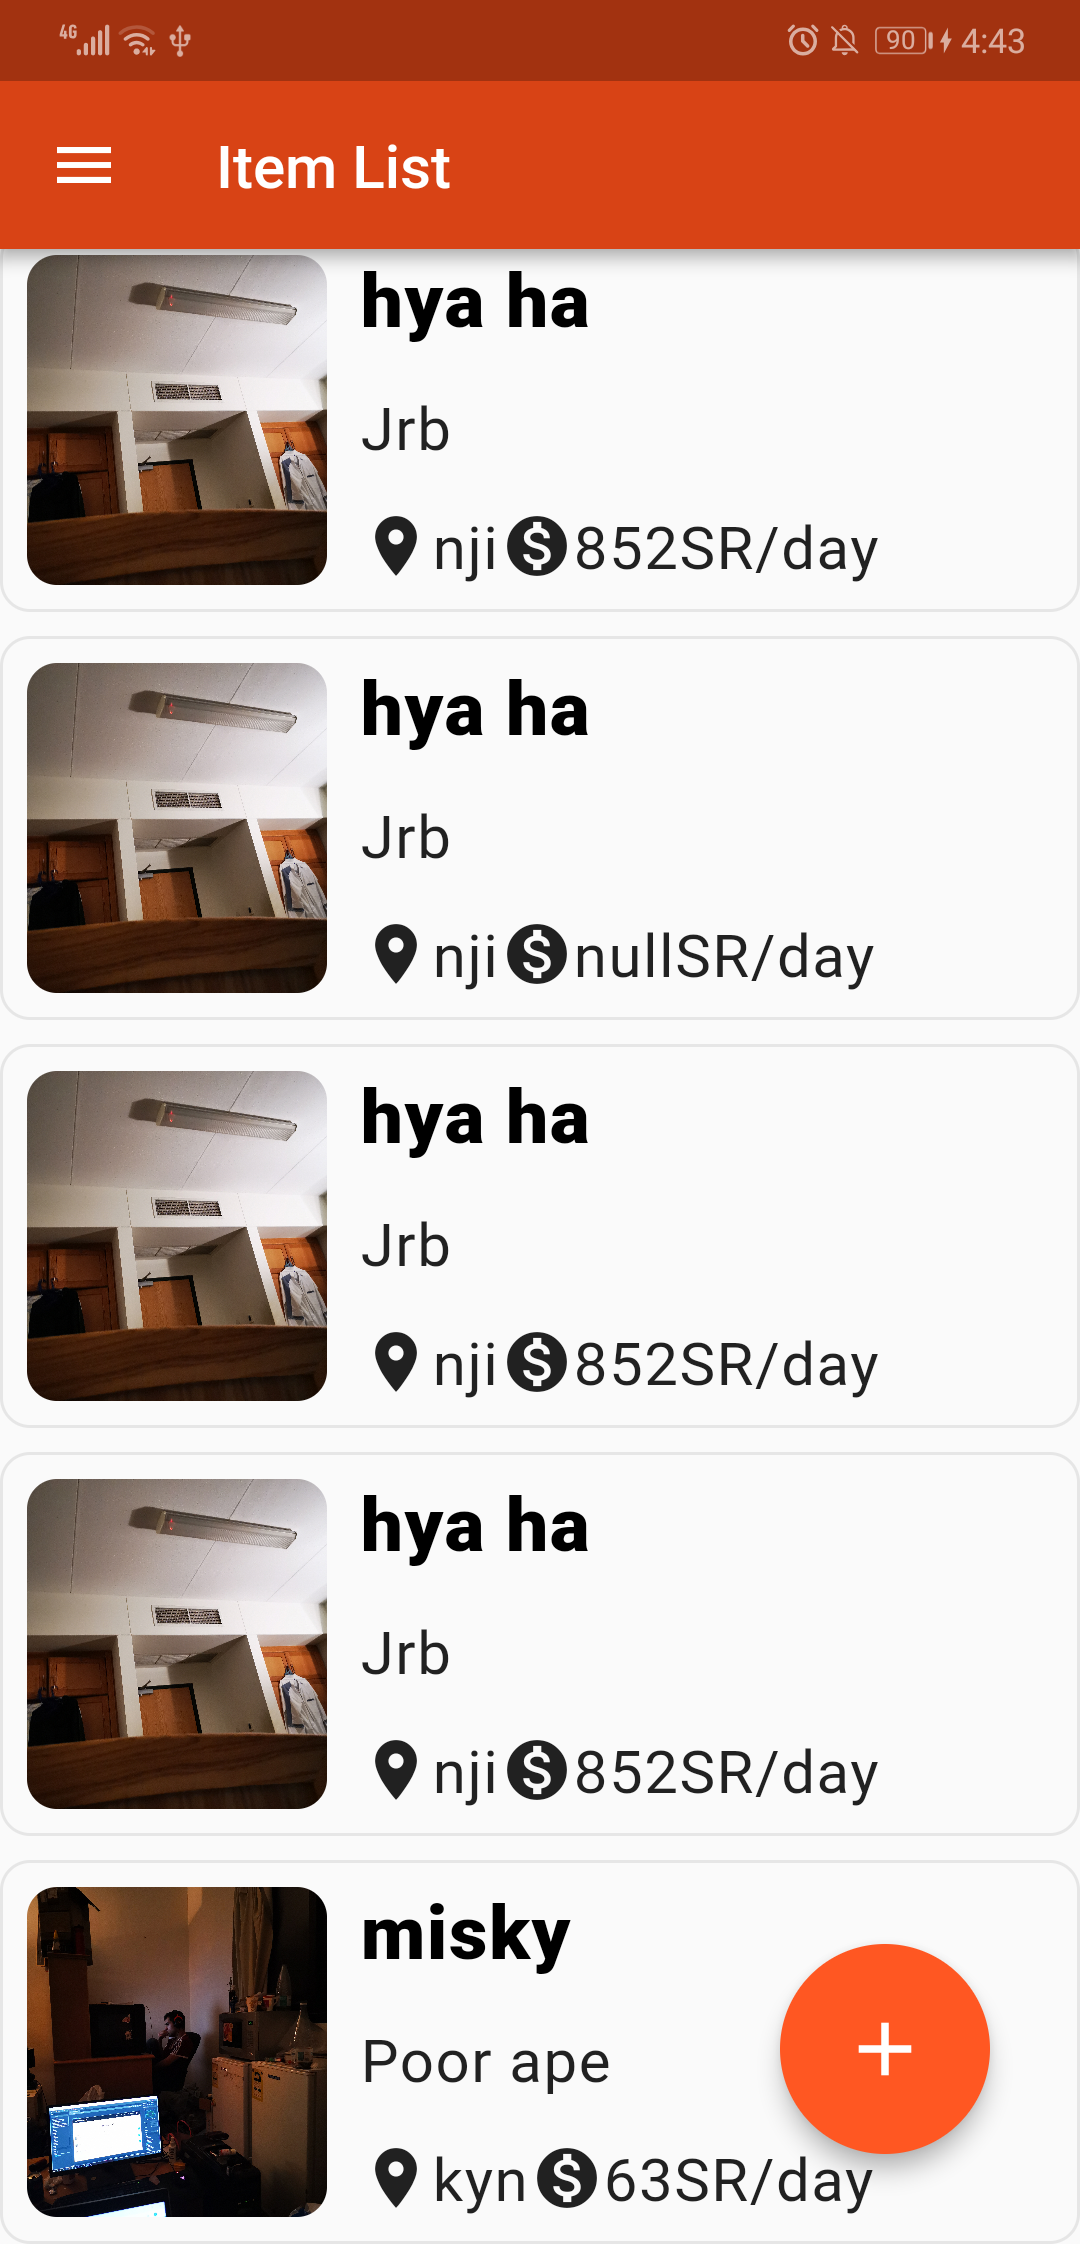 4G 90 4:43
Item List
hya ha
Jrb
nji 852SR/day
hya ha
Jrb
nji nullSR/day
hya ha
Jrb
nji 852SR/day
hya ha
Jrb
nji 852SR/day
misky
Poor ape
kyn 63SR/day